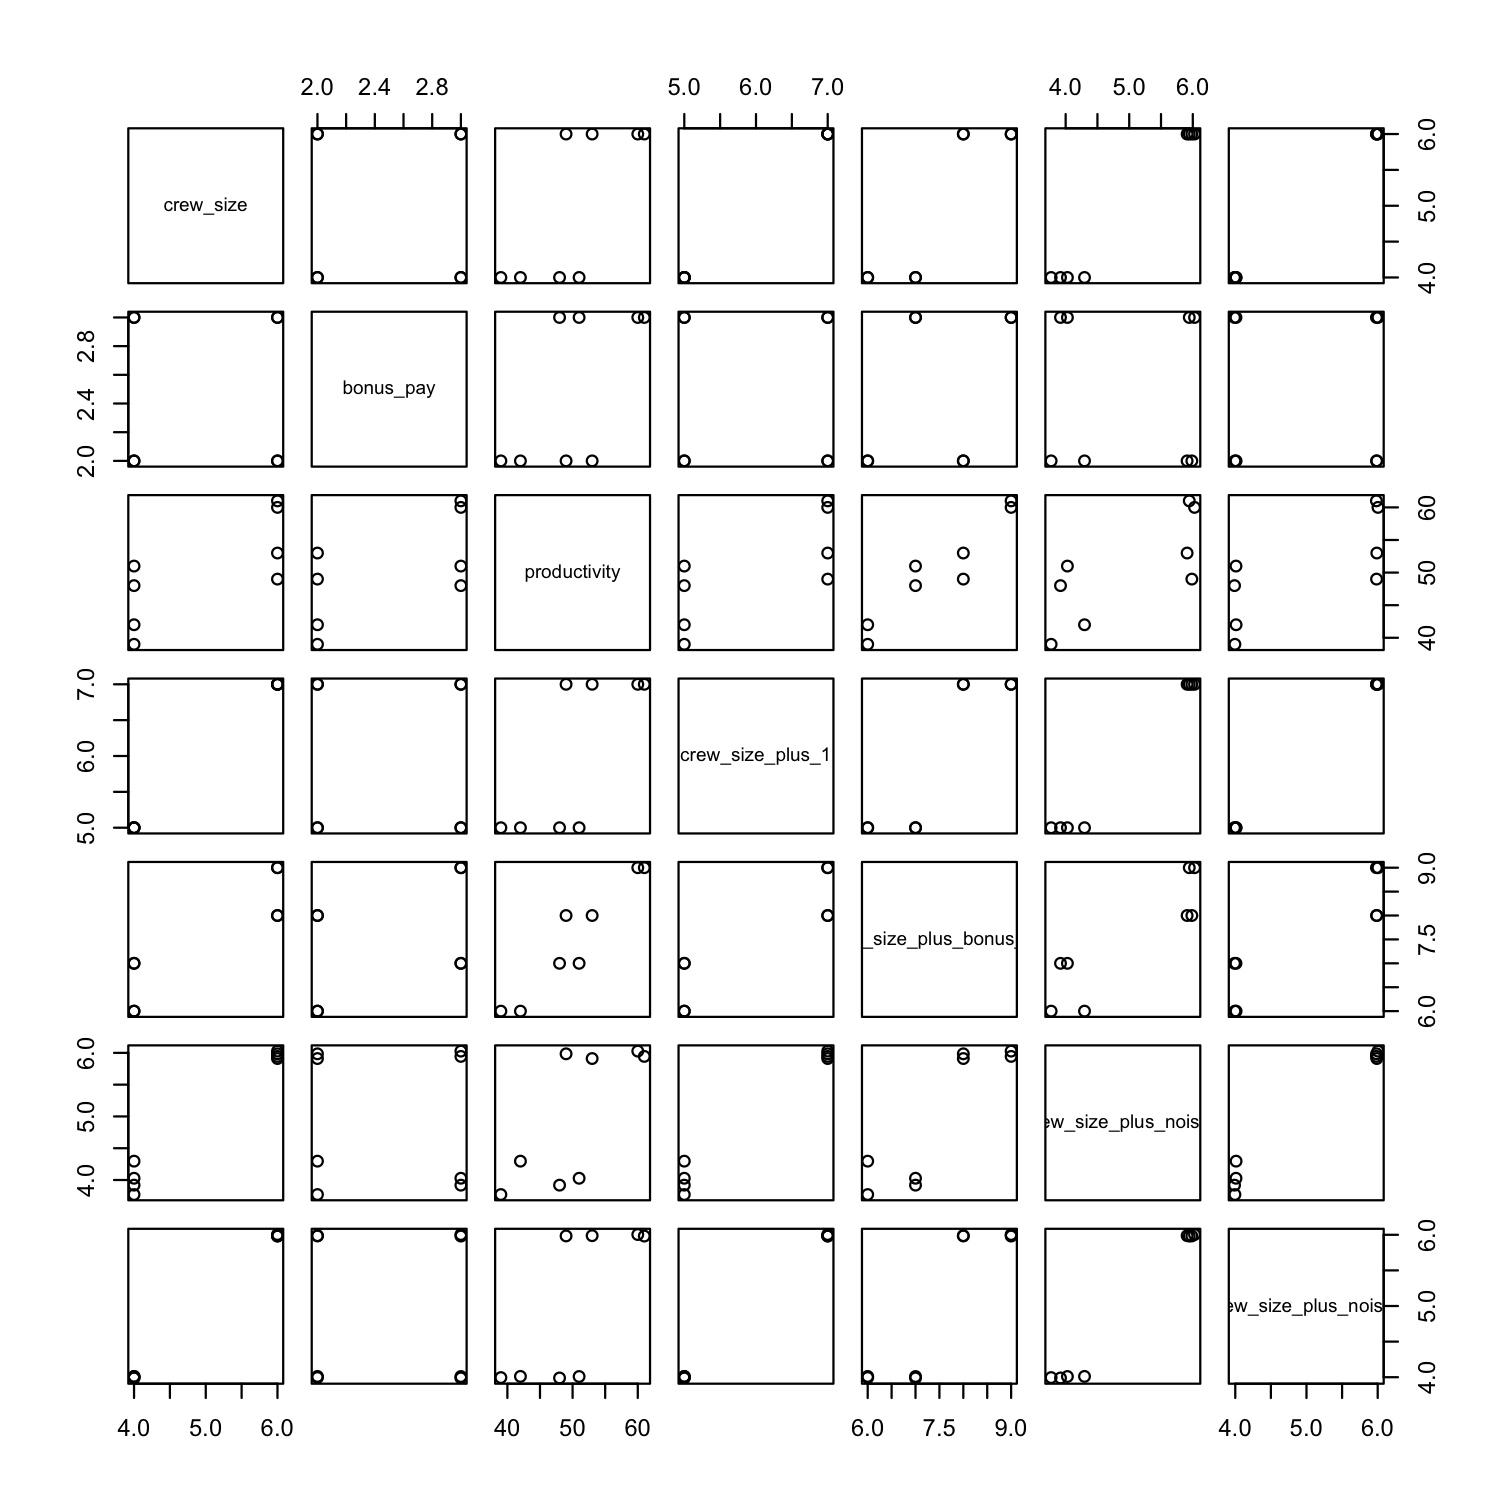 2.0 2.4 2.8 5.0 6.0 7.0 4.0 5.0 6.0
crew_size
4.0 5.0 6.0
2.0 2.4 2.8
bonus_pay
productivity
40 50 60
5.0 6.0 7.0
crew_size_plus_1
_size_plus_bonus_
6.0 7.5 9.0
4.0 5.0 6.0
ew_size_plus_nois
ew_size_plus_nois
4.0 5.0 6.0
4.0 5.0 6.0 40 50 60 6.0 7.5 9.0 4.0 5.0 6.0